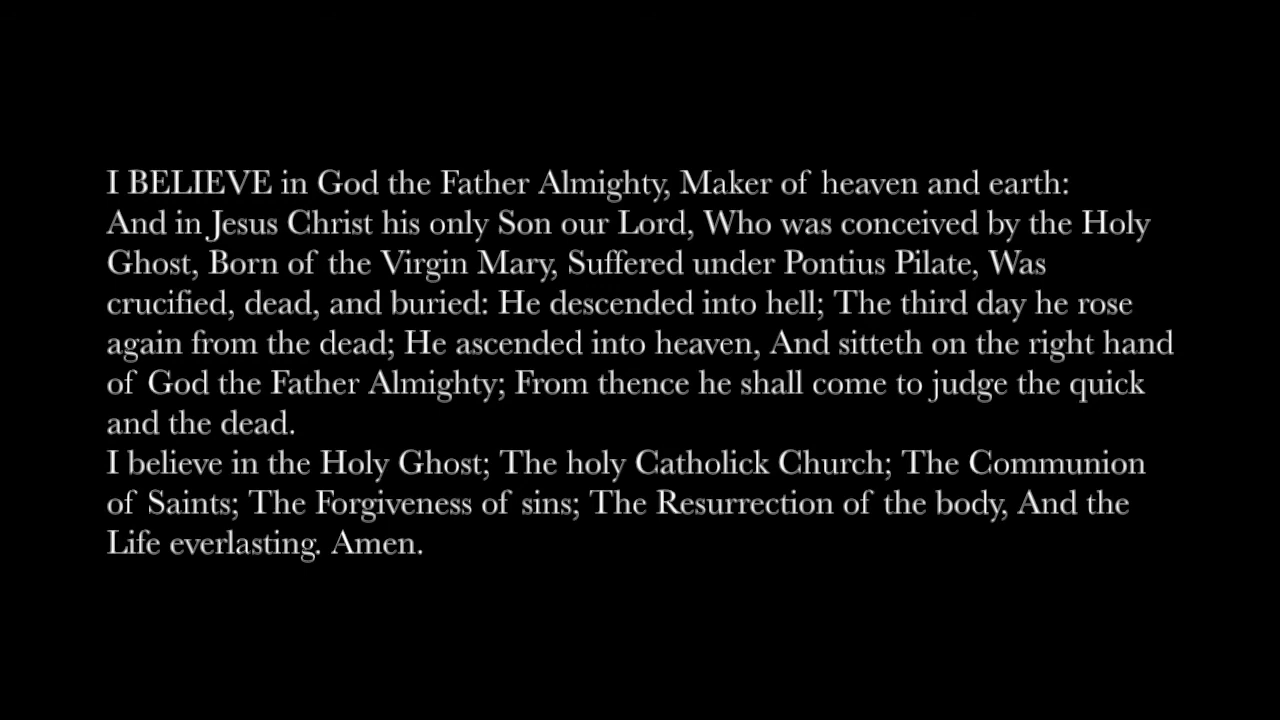 I BELIEVE in God the Father Almighty, Maker of heaven and earth:
And in Jesus Christ his only Son our Lord, Who was conceived by the Holy
Ghost, Born of the Virgin Mary, Suffered under Pontius Pilate, Was
crucified, dead, and buried: He descended into hell; The third day he rose
again from the dead; He ascended into heaven, And sitteth on the right hand
of God the Father Almighty; From thence he shall come to judge the quick
and the dead.
I believe in the Holy Ghost; The holy Catholick Church; The Communion
of Saints; The Forgiveness of sins; The Resurrection of the body, And the
Life everlasting. Amen.